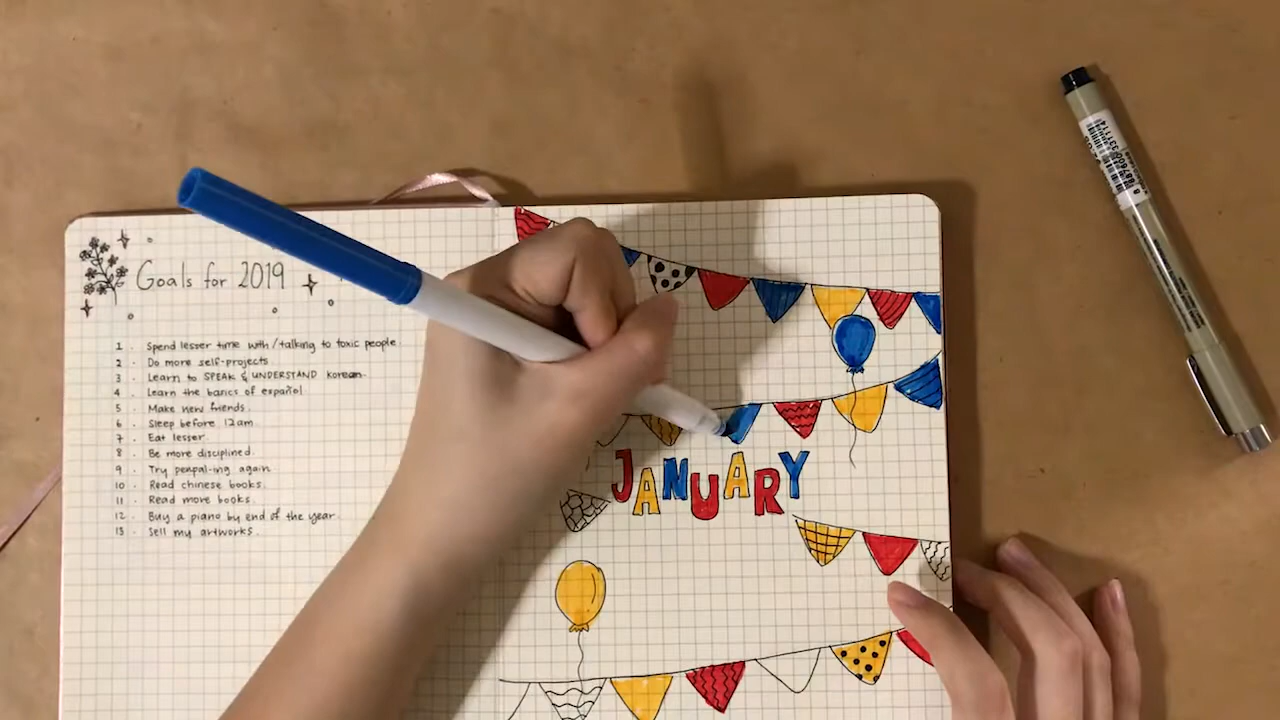 Goals for 2019
1. Spend lesser time with/talking to toxic people
2. Do more self-projects
3. Learn to SPEAK & UNDERSTAND korean.
4. Learn the basics of español
5. Make new friends.
6. Sleep before 12am
7. Eat lesser.
8. Be more disciplined.
9. Try penpal-ing again
10. Read chinese books.
11. Read more books.
12. Buy a piano by end of the year.
13. Sell my artworks.
JANUARY